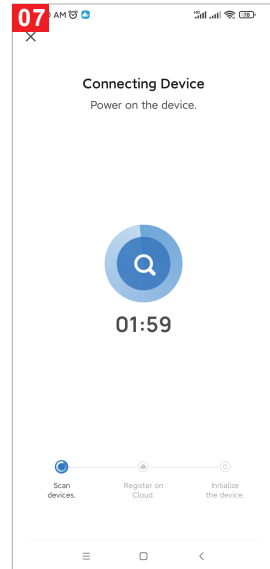 07
AM
78
Connecting Device
Power on the device.
01:59
Scan
devices.
Register on
Cloud.
Initialize
the device.